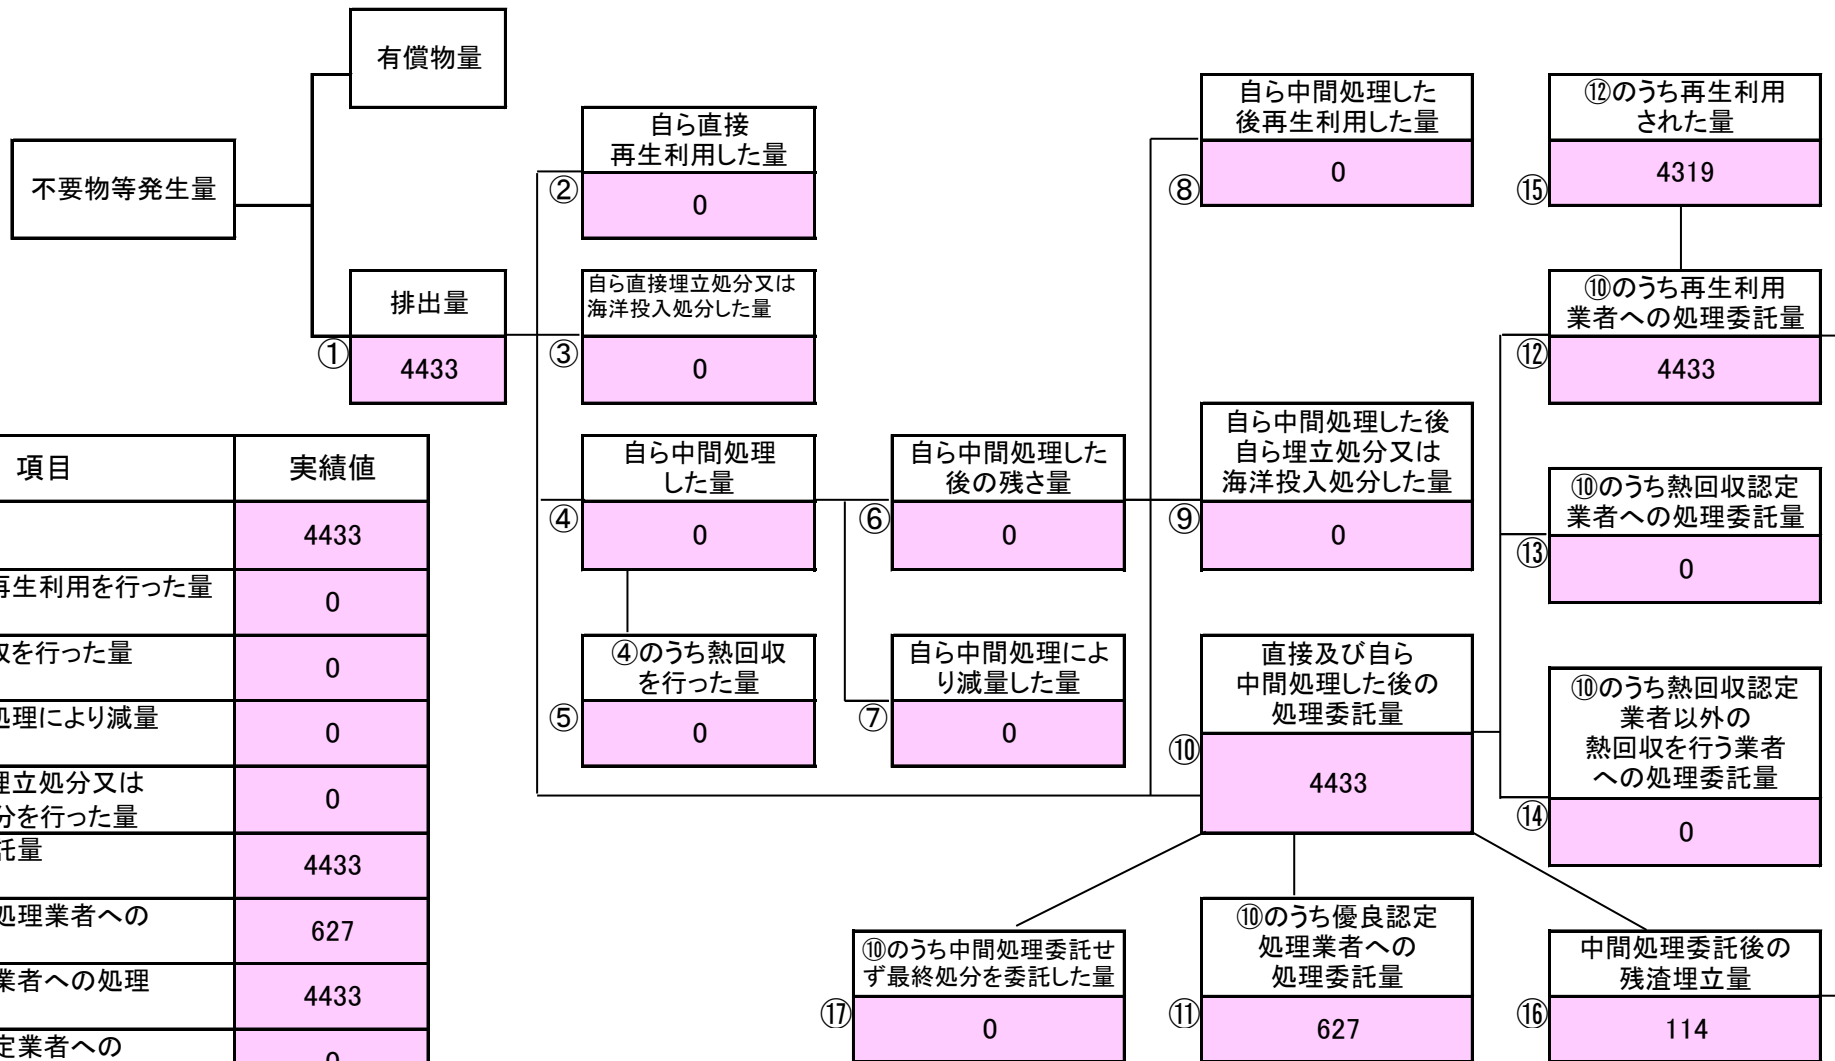 有償物量
不要物等発生量
排出量
①
4433
自ら直接
再生利用した量
②
0
自ら直接埋立処分又は
海洋投入処分した量
③
0
自ら中間処理
した量
④
0
④のうち熱回収
を行った量
⑤
0
自ら中間処理した
後の残さ量
⑥
0
自ら中間処理によ
り減量した量
⑦
0
自ら中間処理した
後再生利用した量
⑧
0
自ら中間処理した後
自ら埋立処分又は
海洋投入処分した量
⑨
0
直接及び自ら
中間処理した後の
処理委託量
⑩
4433
⑫のうち再生利用
された量
⑮
4319
⑩のうち再生利用
業者への処理委託量
⑫
4433
⑩のうち熱回収認定
業者への処理委託量
⑬
0
⑩のうち熱回収認定
業者以外の
熱回収を行う業者
への処理委託量
⑭
0
⑩のうち中間処理委託せ
ず最終処分を委託した量
⑰
0
⑩のうち優良認定
処理業者への
処理委託量
⑪
627
中間処理委託後の
残渣埋立量
⑯
114
項目 実績値
4433
再生利用を行った量
0
収を行った量
0
処理により減量
0
埋立処分又は
分を行った量
0
託量
4433
処理業者への
627
業者への処理
4433
定業者への
0